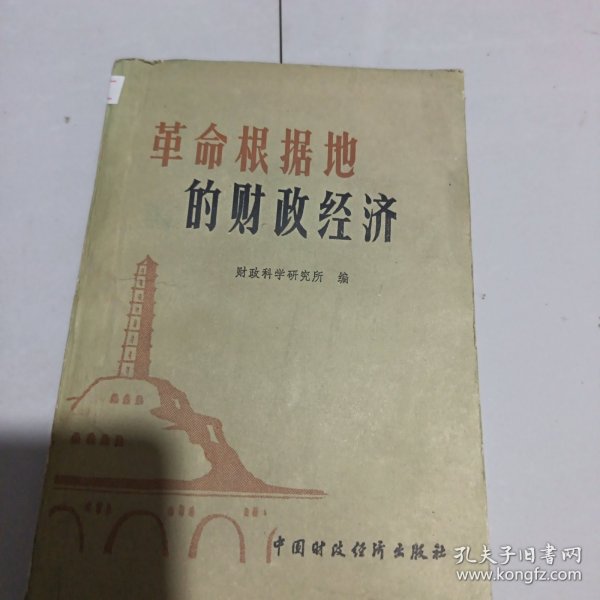 革命根据地
的财政经济
财政科学研究所 编
中国财政经济出版社
孔夫子旧书网
www.kongfz.com